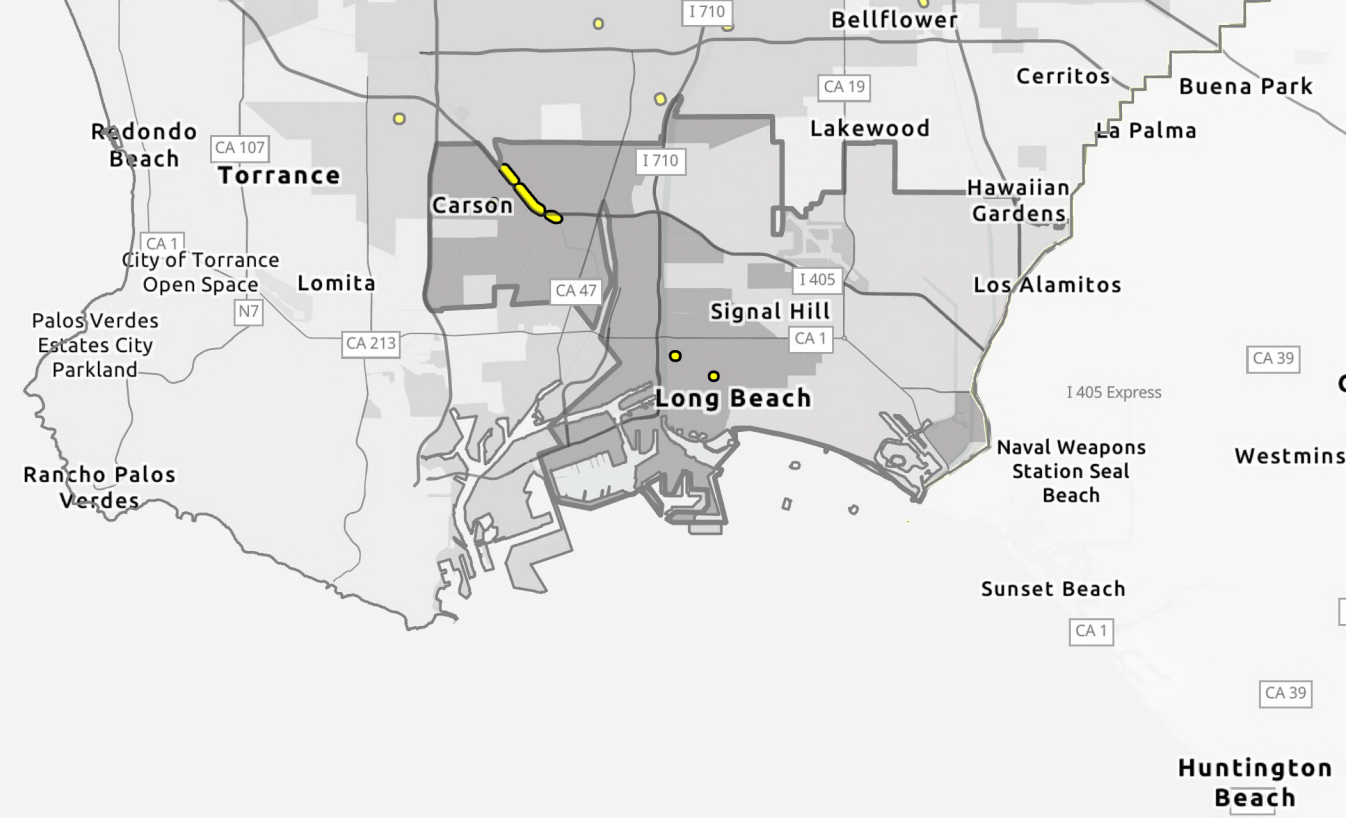 I 710
Bellflower
Cerritos
Buena Park
CA 19
Redondo
Beach
CA 107
Lakewood
La Palma
Torrance
I 710
Carson
Hawaiian
Gardens
CA 1
City of Torrance
Open Space
Lomita
CA 47
I 405
Los Alamitos
N7
Signal Hill
Palos Verdes
Estates City
Parkland
CA 213
CA 1
CA 39
Long Beach
I 405 Express
Naval Weapons
Station Seal
Beach
Westmins
Rancho Palos
Verdes
Sunset Beach
CA 1
CA 39
Huntington
Beach